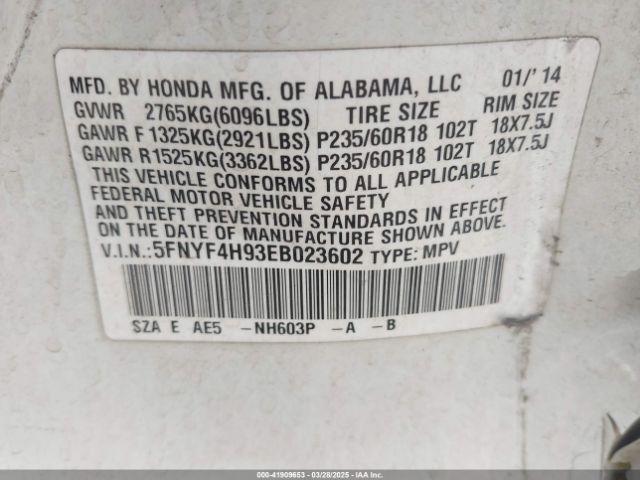 MFD. BY HONDA MFG. OF ALABAMA, LLC 01/'14
GVWR 2765KG(6096LBS) TIRE SIZE RIM SIZE
GAWR F 1325KG(2921LBS) P235/60R18 102T 18X7.5J
GAWR R1525KG(3362LBS) P235/60R18 102T 18X7.5J
THIS VEHICLE CONFORMS TO ALL APPLICABLE
FEDERAL MOTOR VEHICLE SAFETY
AND THEFT PREVENTION STANDARDS IN EFFECT
ON THE DATE OF MANUFACTURE SHOWN ABOVE.
V.I.N.:5FNYF4H93EB023602 TYPE: MPV
SZA E AE5 -NH603P -A -B
000-41909653 | 03/28/2025 | IAA Inc.